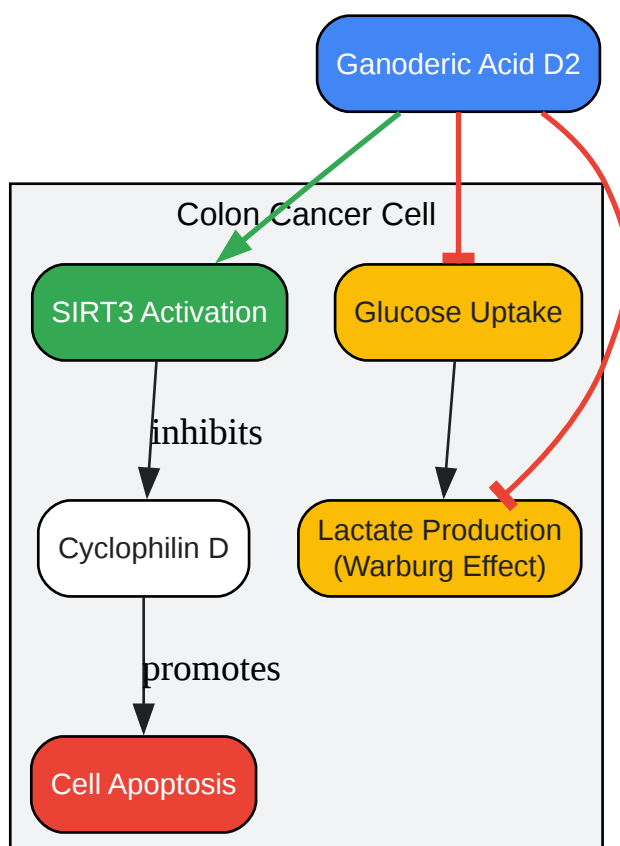 Ganoderic Acid D2
Colon Cancer Cell
SIRT3 Activation
Glucose Uptake
inhibits
Cyclophilin D
Lactate Production
(Warburg Effect)
promotes
Cell Apoptosis